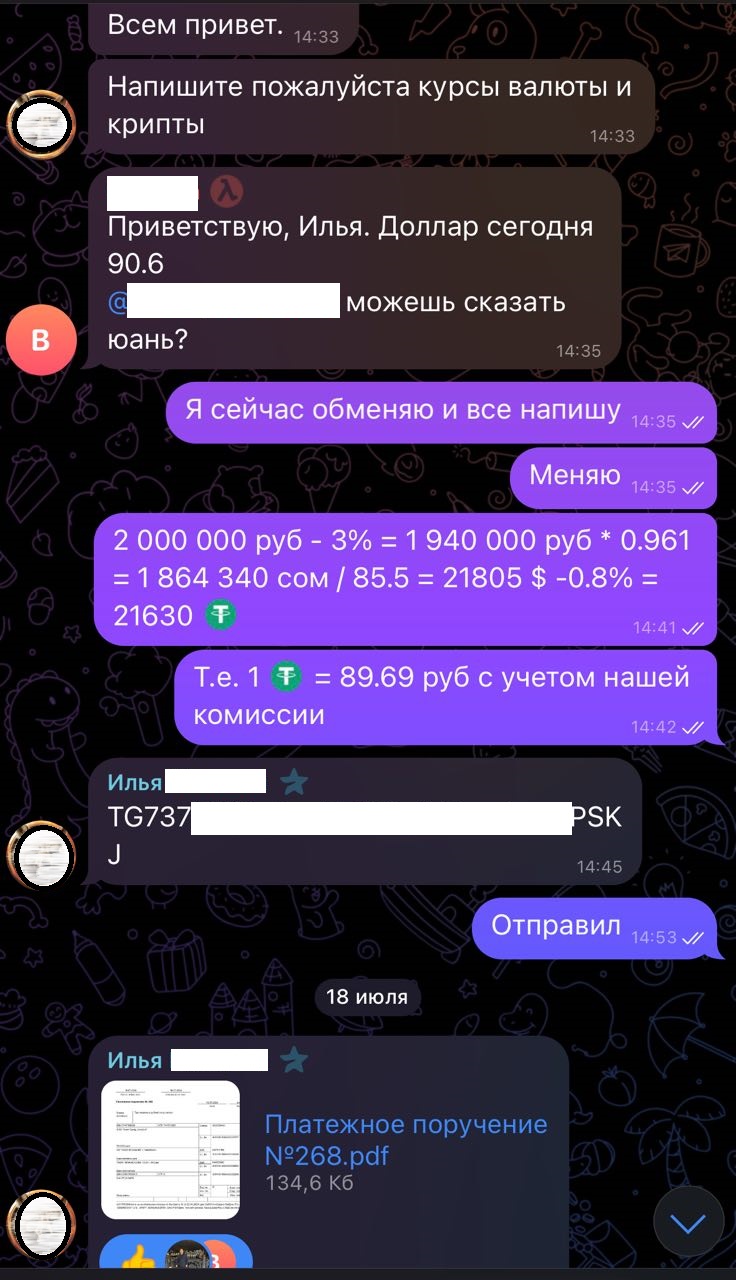 Всем привет. 14:33
Напишите пожалуйста курсы валюты и
крипты
14:33
Приветствую, Илья. Доллар сегодня
90.6
@ можешь сказать
юань?
14:35
В
Я сейчас обменяю и все напишу 14:35
Меняю 14:35
2 000 000 руб - 3% = 1 940 000 руб * 0.961
= 1 864 340 сом / 85.5 = 21805 $ -0.8% =
21630
14:41
Т.е. 1 = 89.69 руб с учетом нашей
комиссии
14:42
Илья
TG737 PSK
J
14:45
Отправил 14:53
18 июля
Илья
Платежное поручение
№268.pdf
134,6 Кб